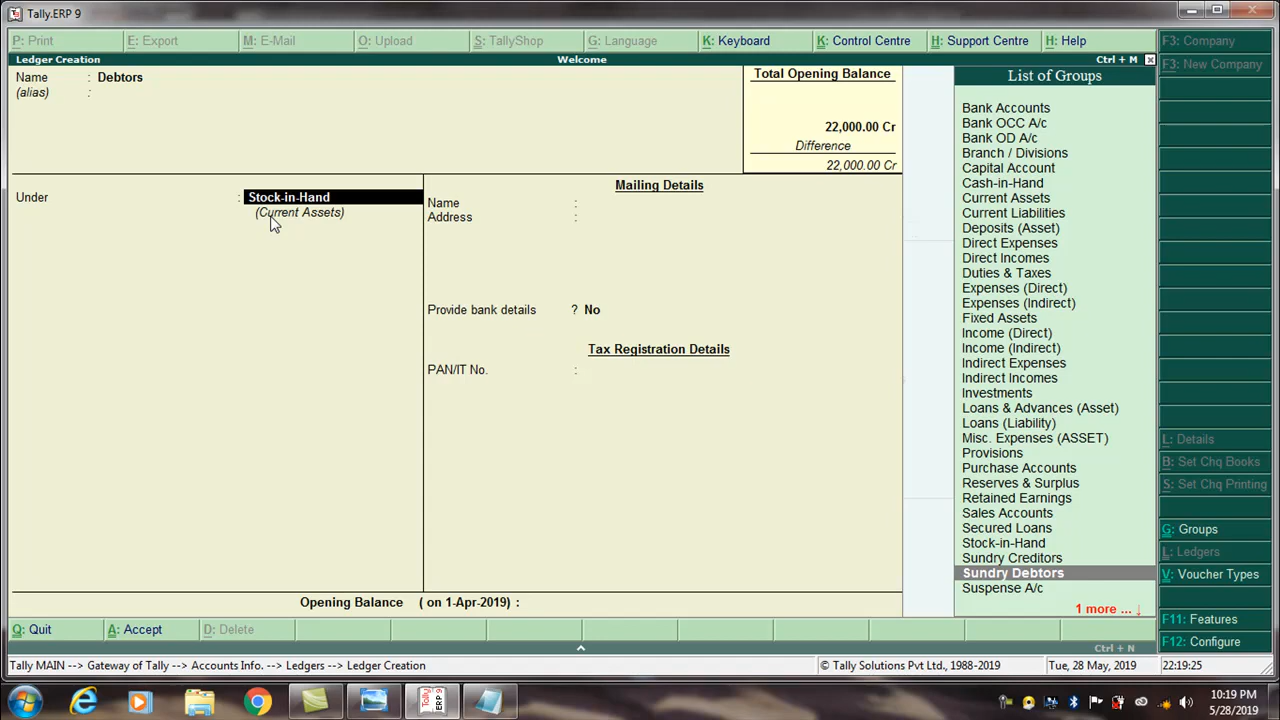 Tally.ERP 9
P: Print
E: Export
M: E-Mail
O: Upload
S: TallyShop
G: Language
K: Keyboard
K: Control Centre
H: Support Centre
H: Help
F3: Company
F3: New Company
Ledger Creation
Welcome
Ctrl + M
Name : Debtors
(alias) :
Total Opening Balance
22,000.00 Cr
Difference
22,000.00 Cr
Under : Stock-in-Hand
(Current Assets)
Mailing Details
Name :
Address :
Provide bank details ? No
Tax Registration Details
PAN/IT No. :
Opening Balance ( on 1-Apr-2019) :
List of Groups
Bank Accounts
Bank OCC A/c
Bank OD A/c
Branch / Divisions
Capital Account
Cash-in-Hand
Current Assets
Current Liabilities
Deposits (Asset)
Direct Expenses
Direct Incomes
Duties & Taxes
Expenses (Direct)
Expenses (Indirect)
Fixed Assets
Income (Direct)
Income (Indirect)
Indirect Expenses
Indirect Incomes
Investments
Loans & Advances (Asset)
Loans (Liability)
Misc. Expenses (ASSET)
Provisions
Purchase Accounts
Reserves & Surplus
Retained Earnings
Sales Accounts
Secured Loans
Stock-in-Hand
Sundry Creditors
Sundry Debtors
Suspense A/c
1 more ... ↓
L: Details
B: Set Chq Books
S: Set Chq Printing
G: Groups
L: Ledgers
V: Voucher Types
F11: Features
F12: Configure
Q: Quit
A: Accept
D: Delete
Ctrl + N
Tally MAIN --> Gateway of Tally --> Accounts Info. --> Ledgers --> Ledger Creation
© Tally Solutions Pvt Ltd., 1988-2019
Tue, 28 May, 2019
22:19:25
Tally
ERP 9
10:19 PM
5/28/2019